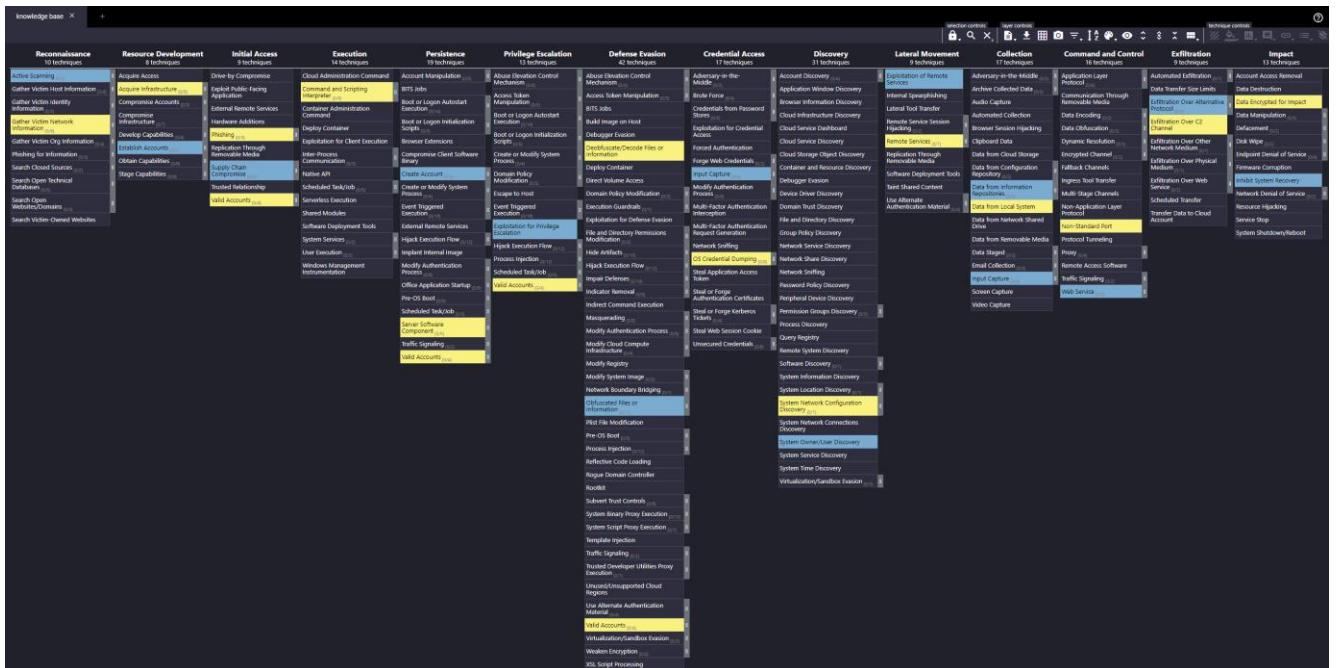 knowledge base × +
selection controls layer controls technique controls
Reconnaissance
10 techniques
Active Scanning
Gather Victim Host Information
Gather Victim Identity
Information
Gather Victim Network
Information
Gather Victim Org Information
Phishing for Information
Search Closed Sources
Search Open Technical
Databases
Search Open
Websites/Domains
Search Victim-Owned Websites
Resource Development
8 techniques
Acquire Access
Acquire Infrastructure
Compromise Accounts
Compromise
Infrastructure
Develop Capabilities
Establish Accounts
Obtain Capabilities
Stage Capabilities
Initial Access
9 techniques
Drive-by Compromise
Exploit Public-Facing
Application
External Remote Services
Hardware Additions
Phishing
Replication Through
Removable Media
Supply Chain
Compromise
Trusted Relationship
Valid Accounts
Execution
14 techniques
Cloud Administration Command
Command and Scripting
Interpreter
Container Administration
Command
Deploy Container
Exploitation for Client Execution
Inter-Process
Communication
Native API
Scheduled Task/Job
Serverless Execution
Shared Modules
Software Deployment Tools
System Services
User Execution
Windows Management
Instrumentation
Persistence
19 techniques
Account Manipulation
BITS Jobs
Boot or Logon Autostart
Execution
Boot or Logon Initialization
Scripts
Browser Extensions
Compromise Client Software
Binary
Create Account
Create or Modify System
Process
Event Triggered
Execution
External Remote Services
Hijack Execution Flow
Implant Internal Image
Modify Authentication
Process
Office Application Startup
Pre-OS Boot
Scheduled Task/Job
Server Software
Component
Traffic Signaling
Valid Accounts
Privilege Escalation
13 techniques
Abuse Elevation Control
Mechanism
Access Token
Manipulation
Boot or Logon Autostart
Execution
Boot or Logon Initialization
Scripts
Create or Modify System
Process
Domain Policy
Modification
Escape to Host
Event Triggered
Execution
Exploitation for Privilege
Escalation
Hijack Execution Flow
Process Injection
Scheduled Task/Job
Valid Accounts
Defense Evasion
42 techniques
Abuse Elevation Control
Mechanism
Access Token Manipulation
BITS Jobs
Build Image on Host
Debugger Evasion
Deobfuscate/Decode Files or
Information
Deploy Container
Direct Volume Access
Domain Policy Modification
Execution Guardrails
Exploitation for Defense Evasion
File and Directory Permissions
Modification
Hide Artifacts
Hijack Execution Flow
Impair Defenses
Indicator Removal
Indirect Command Execution
Masquerading
Modify Authentication Process
Modify Cloud Compute
Infrastructure
Modify Registry
Modify System Image
Network Boundary Bridging
Obfuscated Files or
Information
Plist File Modification
Pre-OS Boot
Process Injection
Reflective Code Loading
Rogue Domain Controller
Rootkit
Subvert Trust Controls
System Binary Proxy Execution
System Script Proxy Execution
Template Injection
Traffic Signaling
Trusted Developer Utilities Proxy
Execution
Unused/Unsupported Cloud
Regions
Use Alternate Authentication
Material
Valid Accounts
Virtualization/Sandbox Evasion
Weaken Encryption
XSL Script Processing
Credential Access
17 techniques
Adversary-in-the-
Middle
Brute Force
Credentials from Password
Stores
Exploitation for Credential
Access
Forced Authentication
Forge Web Credentials
Input Capture
Modify Authentication
Process
Multi-Factor Authentication
Interception
Multi-Factor Authentication
Request Generation
Network Sniffing
OS Credential Dumping
Steal Application Access
Token
Steal or Forge
Authentication Certificates
Steal or Forge Kerberos
Tickets
Steal Web Session Cookie
Unsecured Credentials
Discovery
31 techniques
Account Discovery
Application Window Discovery
Browser Information Discovery
Cloud Infrastructure Discovery
Cloud Service Dashboard
Cloud Service Discovery
Cloud Storage Object Discovery
Container and Resource Discovery
Debugger Evasion
Device Driver Discovery
Domain Trust Discovery
File and Directory Discovery
Group Policy Discovery
Network Service Discovery
Network Share Discovery
Network Sniffing
Password Policy Discovery
Peripheral Device Discovery
Permission Groups Discovery
Process Discovery
Query Registry
Remote System Discovery
Software Discovery
System Information Discovery
System Location Discovery
System Network Configuration
Discovery
System Network Connections
Discovery
System Owner/User Discovery
System Service Discovery
System Time Discovery
Virtualization/Sandbox Evasion
Lateral Movement
9 techniques
Exploitation of Remote
Services
Internal Spearphishing
Lateral Tool Transfer
Remote Service Session
Hijacking
Remote Services
Replication Through
Removable Media
Software Deployment Tools
Taint Shared Content
Use Alternate
Authentication Material
Collection
17 techniques
Adversary-in-the-Middle
Archive Collected Data
Audio Capture
Automated Collection
Browser Session Hijacking
Clipboard Data
Data from Cloud Storage
Data from Configuration
Repository
Data from Information
Repositories
Data from Local System
Data from Network Shared
Drive
Data from Removable Media
Data Staged
Email Collection
Input Capture
Screen Capture
Video Capture
Command and Control
16 techniques
Application Layer
Protocol
Communication Through
Removable Media
Data Encoding
Data Obfuscation
Dynamic Resolution
Encrypted Channel
Fallback Channels
Ingress Tool Transfer
Multi-Stage Channels
Non-Application Layer
Protocol
Non-Standard Port
Protocol Tunneling
Proxy
Remote Access Software
Traffic Signaling
Web Service
Exfiltration
9 techniques
Automated Exfiltration
Data Transfer Size Limits
Exfiltration Over Alternative
Protocol
Exfiltration Over C2
Channel
Exfiltration Over Other
Network Medium
Exfiltration Over Physical
Medium
Exfiltration Over Web
Service
Scheduled Transfer
Transfer Data to Cloud
Account
Impact
13 techniques
Account Access Removal
Data Destruction
Data Encrypted for Impact
Data Manipulation
Defacement
Disk Wipe
Endpoint Denial of Service
Firmware Corruption
Inhibit System Recovery
Network Denial of Service
Resource Hijacking
Service Stop
System Shutdown/Reboot